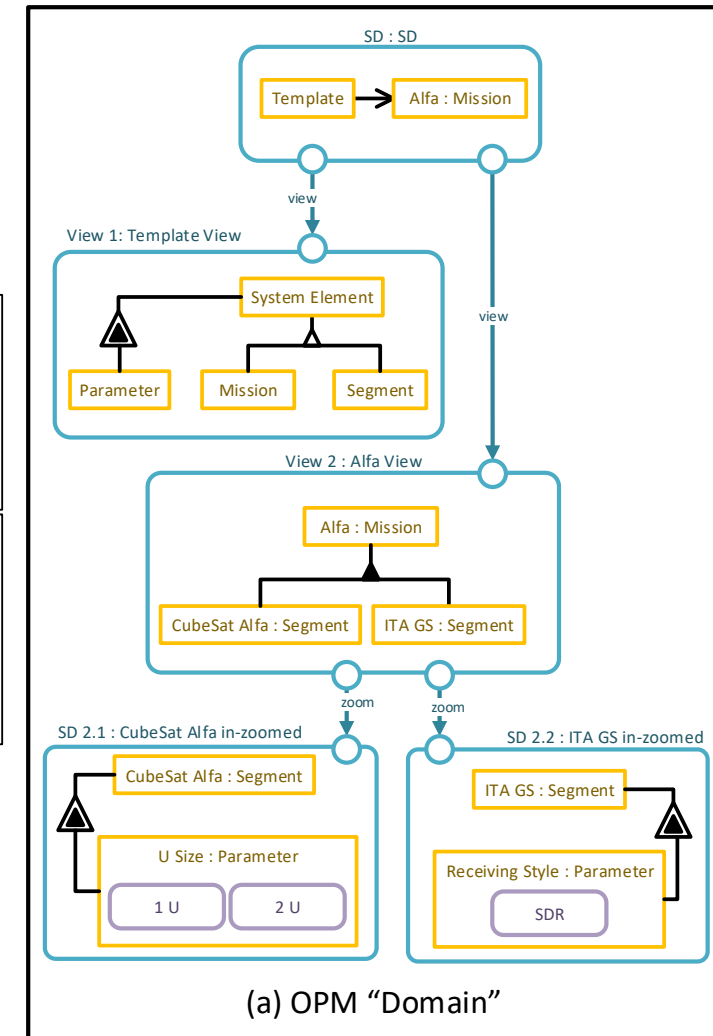 SD : SD
Template
Alfa : Mission
view
View 1: Template View
System Element
view
Parameter
Mission
Segment
View 2 : Alfa View
Alfa : Mission
CubeSat Alfa : Segment
ITA GS : Segment
zoom
zoom
SD 2.1 : CubeSat Alfa in-zoomed
SD 2.2 : ITA GS in-zoomed
CubeSat Alfa : Segment
ITA GS : Segment
U Size : Parameter
Receiving Style : Parameter
1 U
2 U
SDR
(a) OPM “Domain”